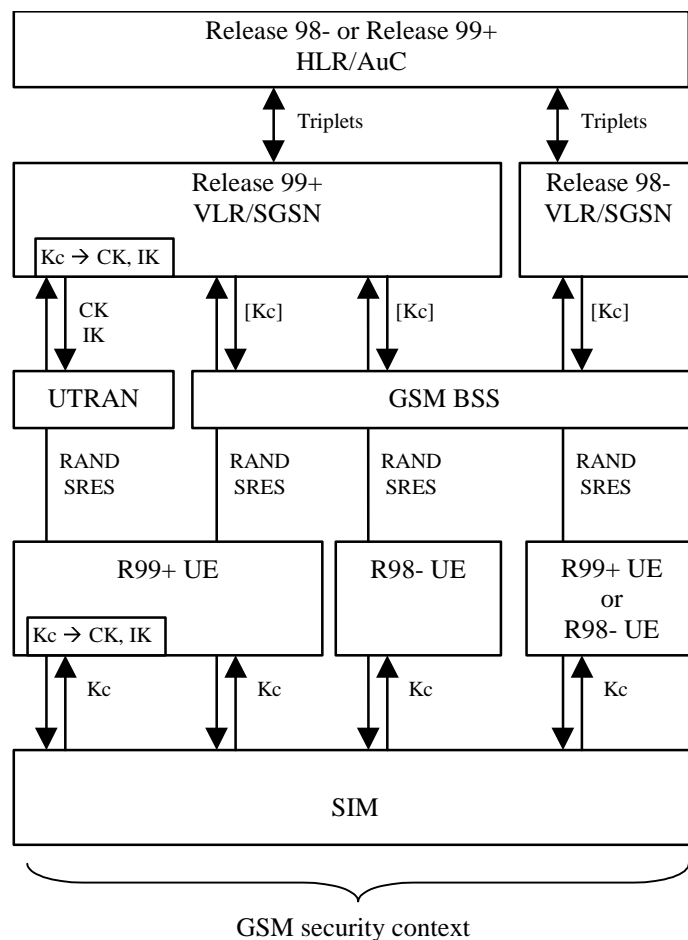 Release 98- or Release 99+
HLR/AuC
Triplets
Triplets
Release 99+
VLR/SGSN
Release 98-
VLR/SGSN
Kc → CK, IK
CK
IK
[Kc]
[Kc]
[Kc]
UTRAN
GSM BSS
RAND
SRES
RAND
SRES
RAND
SRES
RAND
SRES
R99+ UE
R98- UE
R99+ UE
or
R98- UE
Kc → CK, IK
Kc
Kc
Kc
Kc
SIM
GSM security context